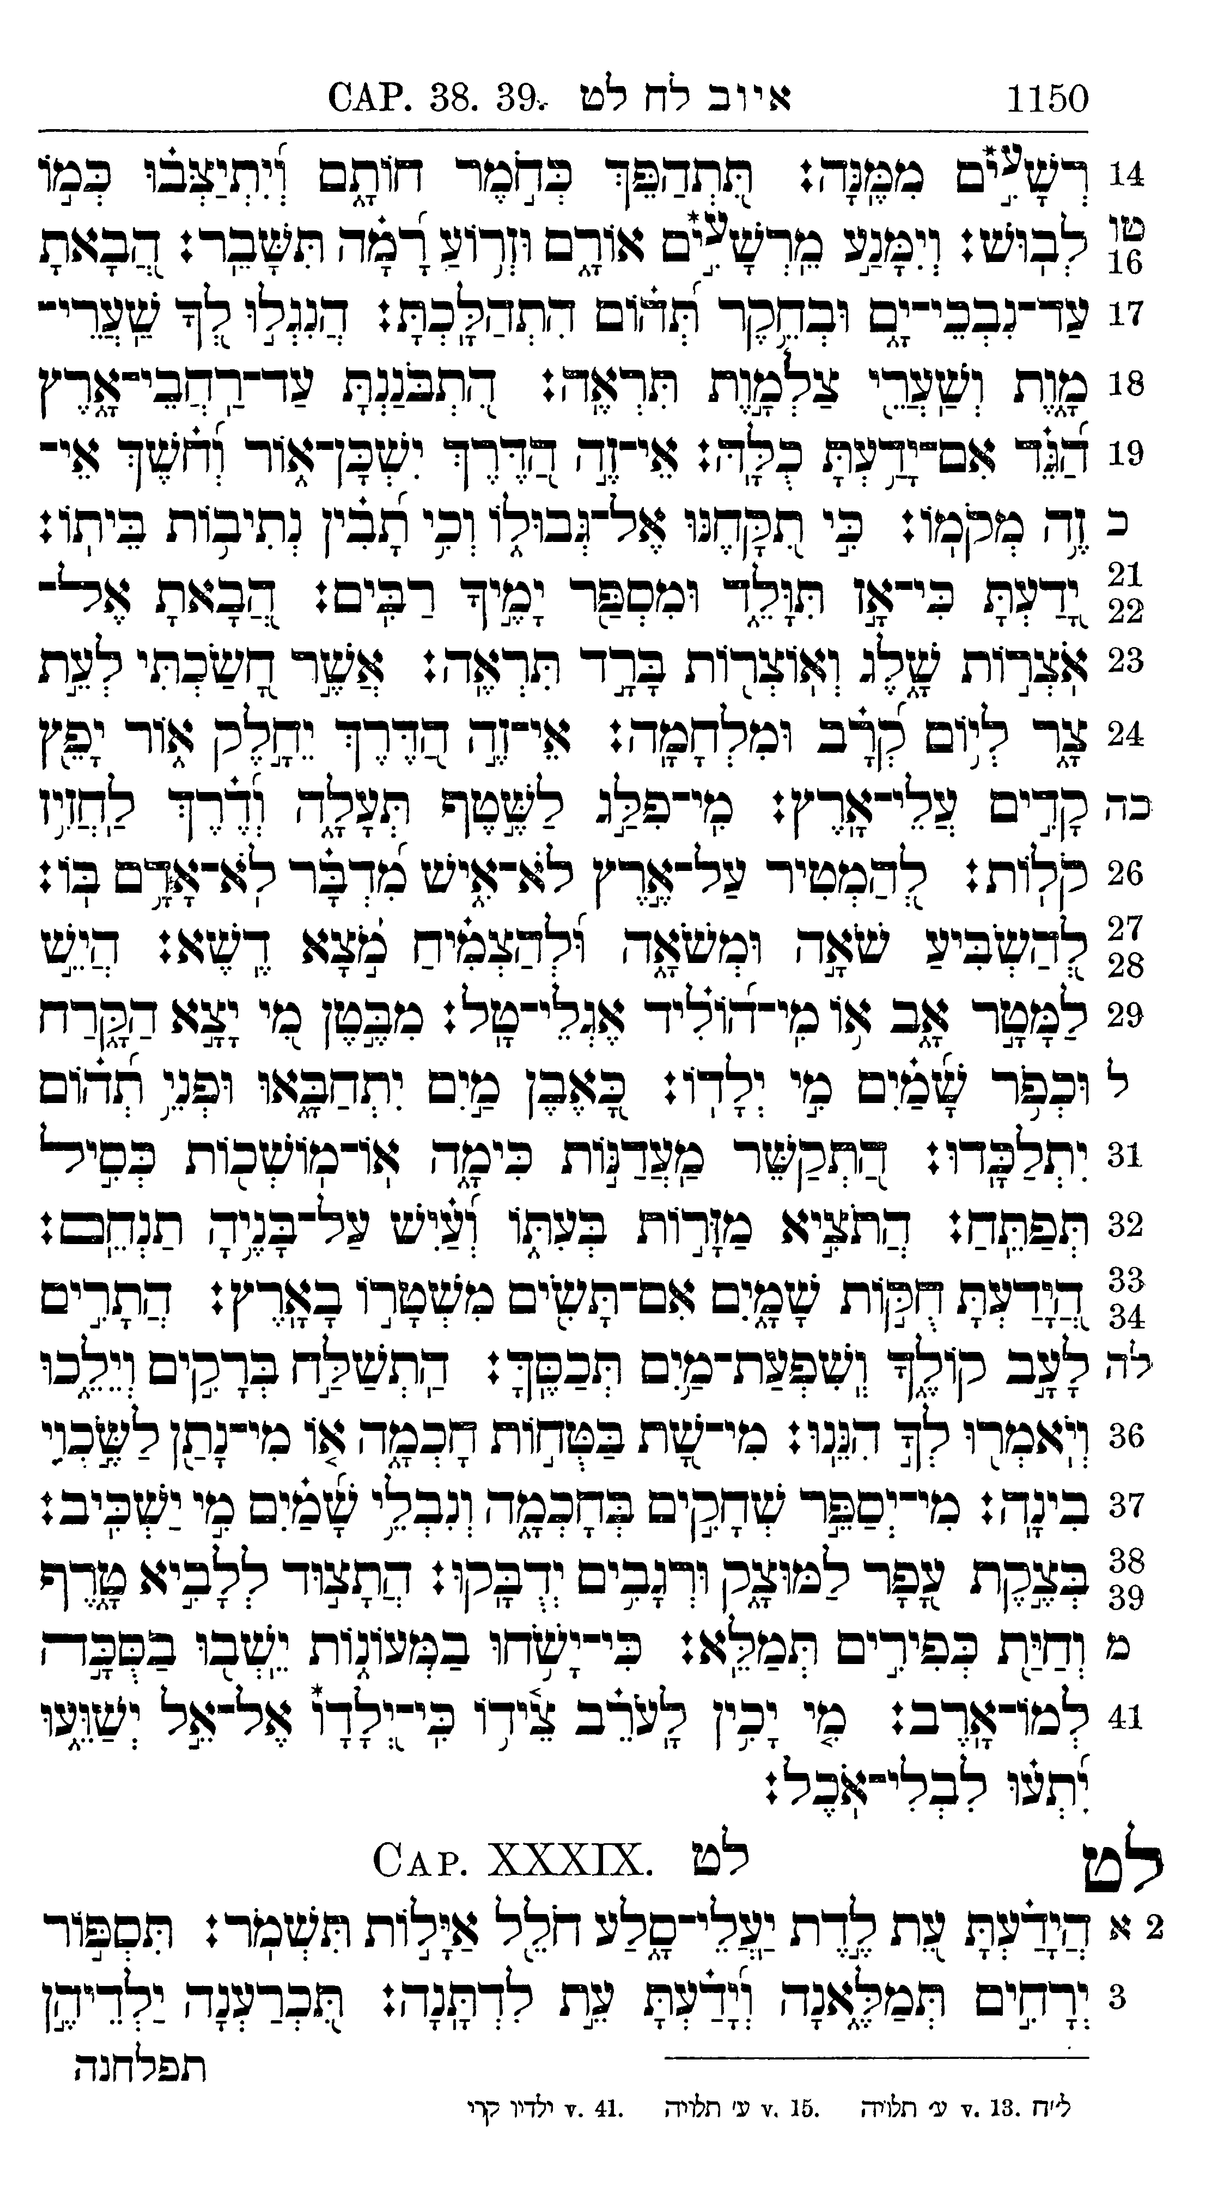 1150 איוב לח לט CAP. 38. 39.
14 רְשָׁעִים מִמֶּנָּה׃ תִּתְהַפֵּךְ כְּחֹמֶר חוֹתָם וְיִתְיַצְּבוּ כְּמוֹ
טו 16 לְבוּשׁ׃ וְיִמָּנַע מֵרְשָׁעִים אוֹרָם וּזְרוֹעַ רָמָה תִּשָּׁבֵר׃ הֲבָאתָ
17 עַד־נִבְכֵי־יָם וּבְחֵקֶר תְּהוֹם הִתְהַלָּכְתָּ׃ הֲנִגְלוּ לְךָ שַׁעֲרֵי־
18 מָוֶת וְשַׁעֲרֵי צַלְמָוֶת תִּרְאֶה׃ הִתְבֹּנַנְתָּ עַד־רַחֲבֵי־אָרֶץ
19 הַגֵּד אִם־יָדַעְתָּ כֻלָּהּ׃ אֵי־זֶה הַדֶּרֶךְ יִשְׁכָּן־אוֹר וְחֹשֶׁךְ אֵי־
כ זֶה מְקֹמוֹ׃ כִּי תִקָּחֶנּוּ אֶל־גְּבוּלוֹ וְכִי תָבִין נְתִיבוֹת בֵּיתוֹ׃
21 22 יָדַעְתָּ כִּי־אָז תִּוָּלֵד וּמִסְפַּר יָמֶיךָ רַבִּים׃ הֲבָאתָ אֶל־
23 אֹצְרוֹת שָׁלֶג וְאוֹצְרוֹת בָּרָד תִּרְאֶה׃ אֲשֶׁר חָשַׂכְתִּי לְעֶת
24 צָר לְיוֹם קְרָב וּמִלְחָמָה׃ אֵי־זֶה הַדֶּרֶךְ יֵחָלֶק אוֹר יָפֵץ
כה קָדִים עֲלֵי־אָרֶץ׃ מִי־פִלַּג לַשֶּׁטֶף תְּעָלָה וְדֶרֶךְ לַחֲזִיז
26 קֹלוֹת׃ לְהַמְטִיר עַל־אֶרֶץ לֹא־אִישׁ מִדְבָּר לֹא־אָדָם בּוֹ׃
27 28 לְהַשְׂבִּיעַ שֹׁאָה וּמְשֹׁאָה וּלְהַצְמִיחַ מֹצָא דֶשֶׁא׃ הֲיֵשׁ
29 לַמָּטָר אָב אוֹ מִי־הוֹלִיד אֶגְלֵי־טָל׃ מִבֶּטֶן מִי יָצָא הַקָּרַח
ל וּכְפֹר שָׁמַיִם מִי יְלָדוֹ׃ כָּאֶבֶן מַיִם יִתְחַבָּאוּ וּפְנֵי תְהוֹם
31 יִתְלַכָּדוּ׃ הַתְקַשֵּׁר מַעֲדַנּוֹת כִּימָה אוֹ־מוֹשְׁכוֹת כְּסִיל
32 תְּפַתֵּחַ׃ הֲתֹצִיא מַזָּרוֹת בְּעִתּוֹ וְעַיִשׁ עַל־בָּנֶיהָ תַנְחֵם׃
33 34 הֲיָדַעְתָּ חֻקּוֹת שָׁמָיִם אִם־תָּשִׂים מִשְׁטָרוֹ בָאָרֶץ׃ הֲתָרִים
לה לָעָב קוֹלֶךָ וְשִׁפְעַת־מַיִם תְּכַסֶּךָּ׃ הַתְשַׁלַּח בְּרָקִים וְיֵלֵכוּ
36 וְיֹאמְרוּ לְךָ הִנֵּנוּ׃ מִי־שָׁת בַּטֻּחוֹת חָכְמָה אוֹ מִי־נָתַן לַשֶּׂכְוִי
37 בִינָה׃ מִי־יְסַפֵּר שְׁחָקִים בְּחָכְמָה וְנִבְלֵי שָׁמַיִם מִי יַשְׁכִּיב׃
38 39 בְּצֶקֶת עָפָר לַמּוּצָק וּרְגָבִים יְדֻבָּקוּ׃ הֲתָצוּד לְלָבִיא טָרֶף
מ וְחַיַּת כְּפִירִים תְּמַלֵּא׃ כִּי־יָשֹׁחוּ בַמְּעוֹנוֹת יֵשְׁבוּ בַסֻּכָּה
41 לְמוֹ־אָרֶב׃ מִי יָכִין לָעֹרֵב צֵידוֹ כִּי־יְלָדָו* אֶל־אֵל יְשַׁוֵּעוּ
יִתְעוּ לִבְלִי־אֹכֶל׃
לט CAP. XXXIX. לט
א 2 הֲיָדַעְתָּ עֵת לֶדֶת יַעֲלֵי־סָלַע חֹלֵל אַיָּלוֹת תִּשְׁמֹר׃ תִּסְפּוֹר
3 יְרָחִים תְּמַלֶּאנָה וְיָדַעְתָּ עֵת לִדְתָּנָה׃ תִּכְרַעְנָה יַלְדֵיהֶן
תפלחנה
ל״ח v. 13. ע׳ תלויה v. 15. ע׳ תלויה v. 41. ילדיו קרי